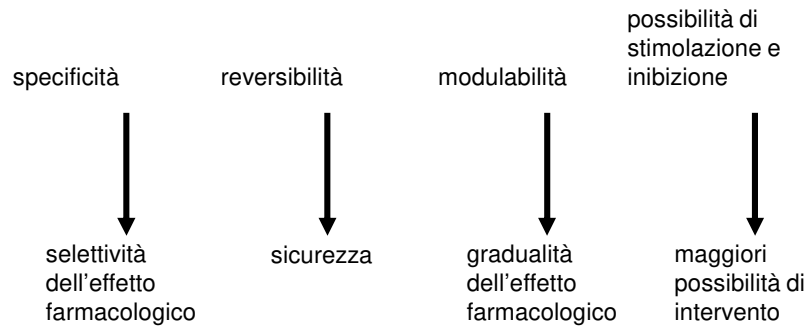 specificità
reversibilità
modulabilità
possibilità di
stimolazione e
inibizione
selettività
dell'effetto
farmacologico
sicurezza
gradualità
dell'effetto
farmacologico
maggiori
possibilità di
intervento